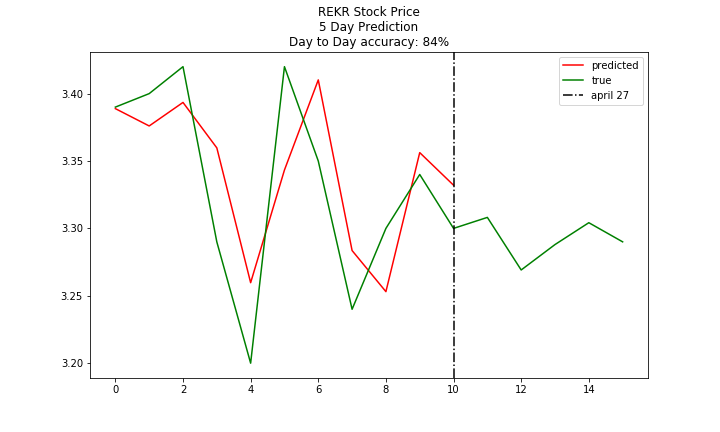 REKR Stock Price
5 Day Prediction
Day to Day accuracy: 84%
predicted
true
april 27
3.40
3.35
3.30
3.25
3.20
0 2 4 6 8 10 12 14